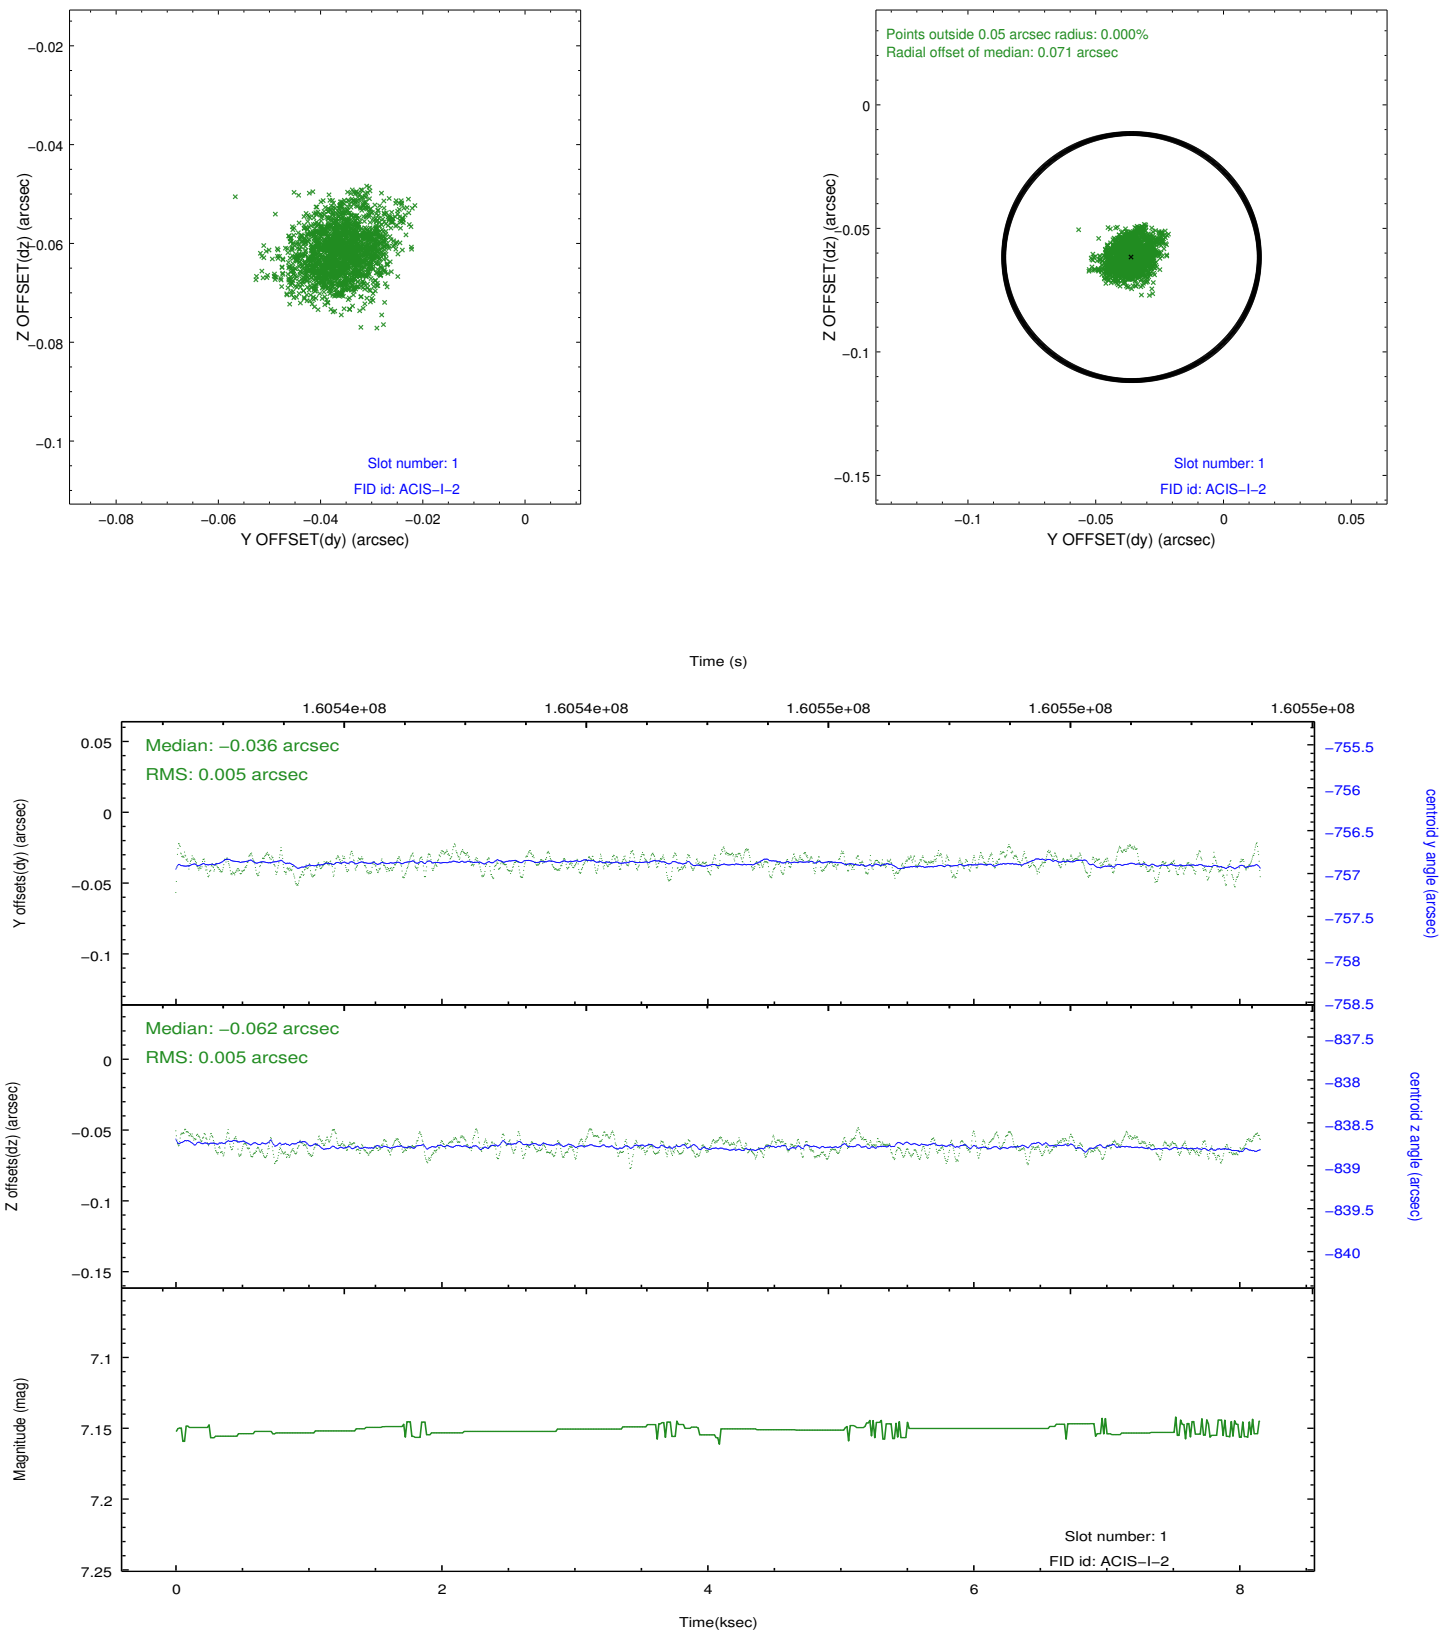 −0.02
−0.04
−0.06
−0.08
−0.1
Z OFFSET(dz) (arcsec)
Slot number: 1
FID id: ACIS−I−2
−0.08 −0.06 −0.04 −0.02 0
Y OFFSET(dy) (arcsec)
Points outside 0.05 arcsec radius: 0.000%
Radial offset of median: 0.071 arcsec
0
−0.05
−0.1
−0.15
Z OFFSET(dz) (arcsec)
Slot number: 1
FID id: ACIS−I−2
−0.1 −0.05 0 0.05
Y OFFSET(dy) (arcsec)
Time (s)
1.6054e+08 1.6054e+08 1.6055e+08 1.6055e+08 1.6055e+08
Median: −0.036 arcsec
RMS: 0.005 arcsec
0.05
0
−0.05
−0.1
Y offsets(dy) (arcsec)
−755.5
−756
−756.5
−757
−757.5
−758
−758.5
centroid y angle (arcsec)
Median: −0.062 arcsec
RMS: 0.005 arcsec
0
−0.05
−0.1
−0.15
Z offsets(dz) (arcsec)
−837.5
−838
−838.5
−839
−839.5
−840
centroid z angle (arcsec)
7.1
7.15
7.2
7.25
Magnitude (mag)
Slot number: 1
FID id: ACIS−I−2
0 2 4 6 8
Time(ksec)